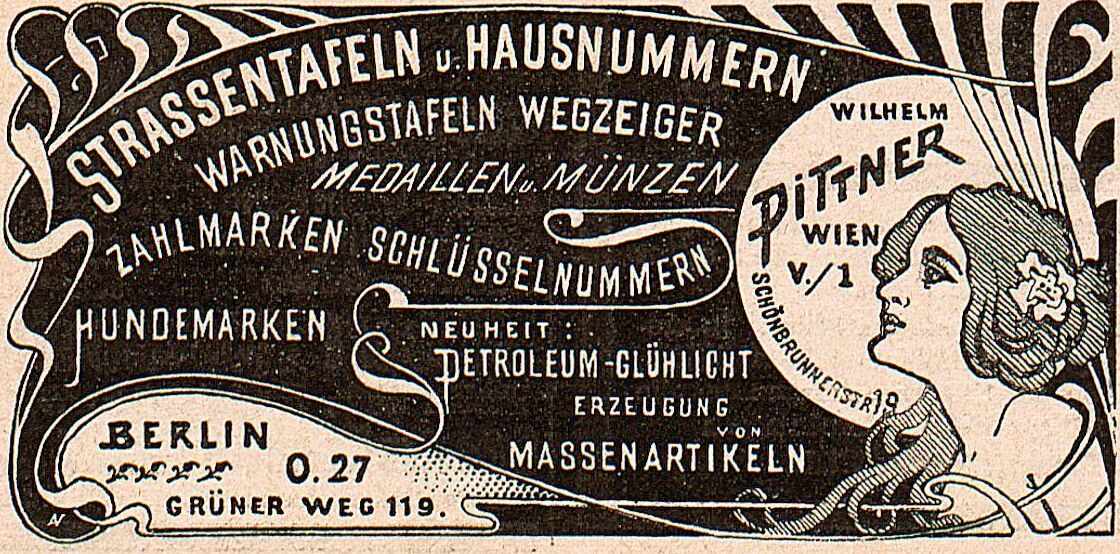 STRASSENTAFELN u. HAUSNUMMERN
WARNUNGSTAFELN WEGZEIGER
MEDAILLEN u. MÜNZEN
ZAHLMARKEN SCHLÜSSELNUMMERN
HUNDEMARKEN
NEUHEIT:
PETROLEUM-GLÜHLICHT
ERZEUGUNG
VON
MASSENARTIKELN
WILHELM
PITTNER
WIEN
V./1
SCHÖNBRUNNERSTR 19
BERLIN
O. 27
GRÜNER WEG 119.